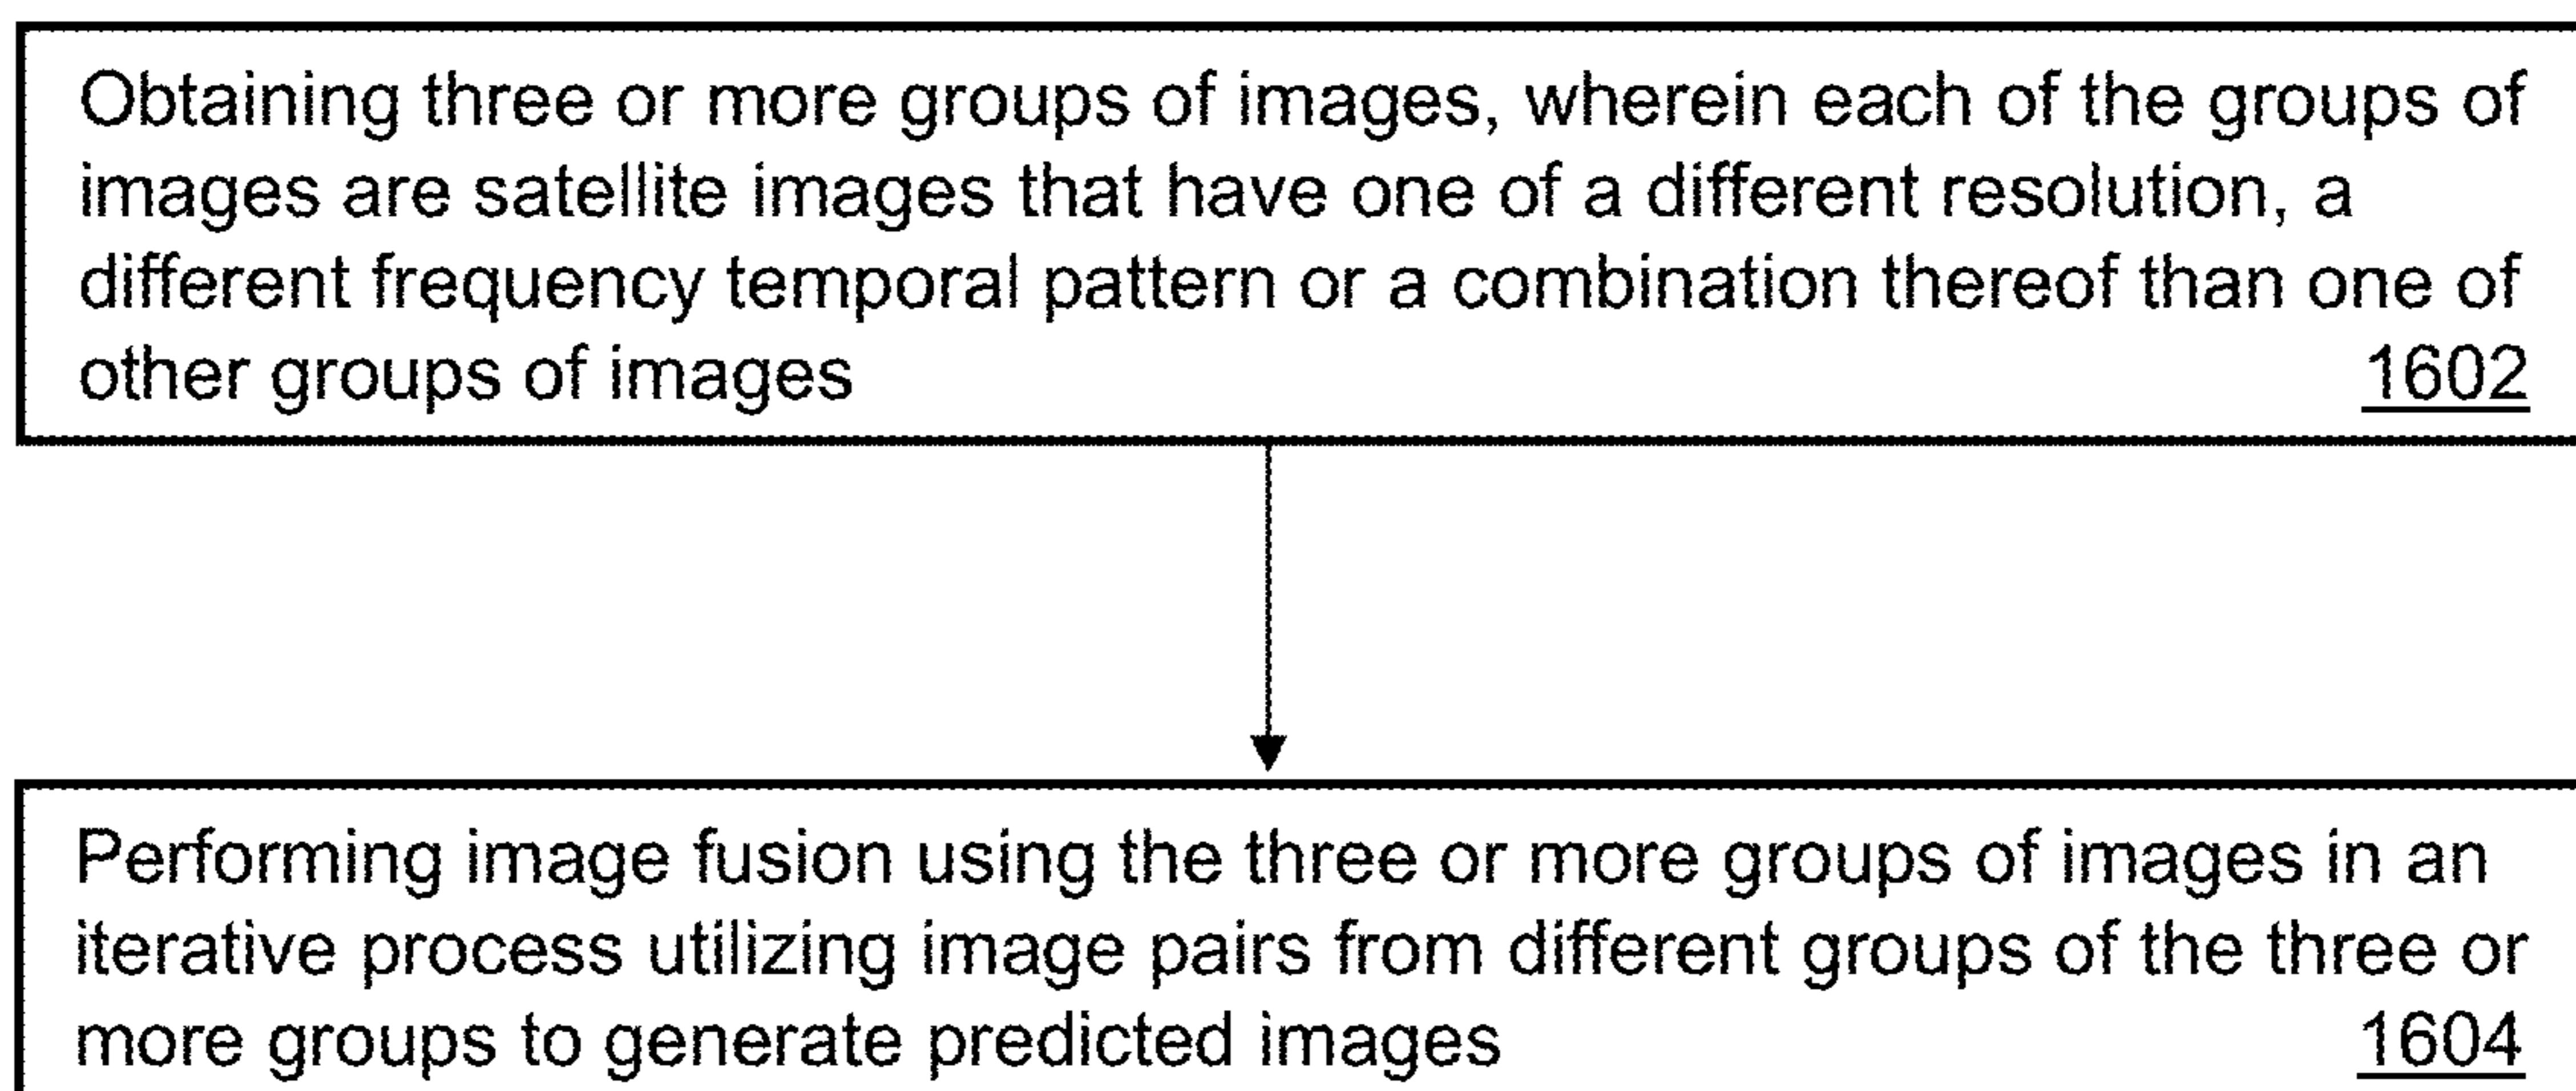 Obtaining three or more groups of images, wherein each of the groups of
images are satellite images that have one of a different resolution, a
different frequency temporal pattern or a combination thereof than one of
other groups of images 1602
Performing image fusion using the three or more groups of images in an
iterative process utilizing image pairs from different groups of the three or
more groups to generate predicted images 1604